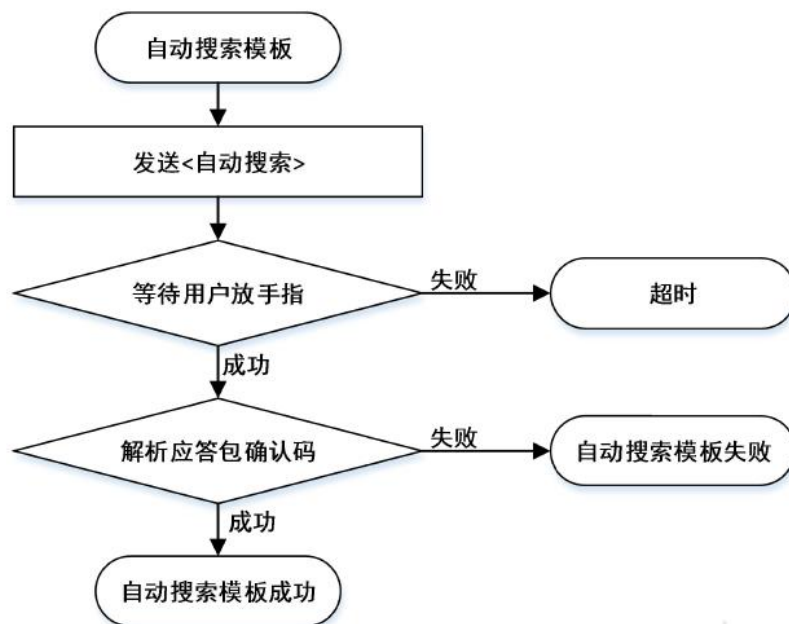 自动搜索模板
发送<自动搜索>
等待用户放手指
失败
超时
成功
解析应答包确认码
失败
自动搜索模板失败
成功
自动搜索模板成功